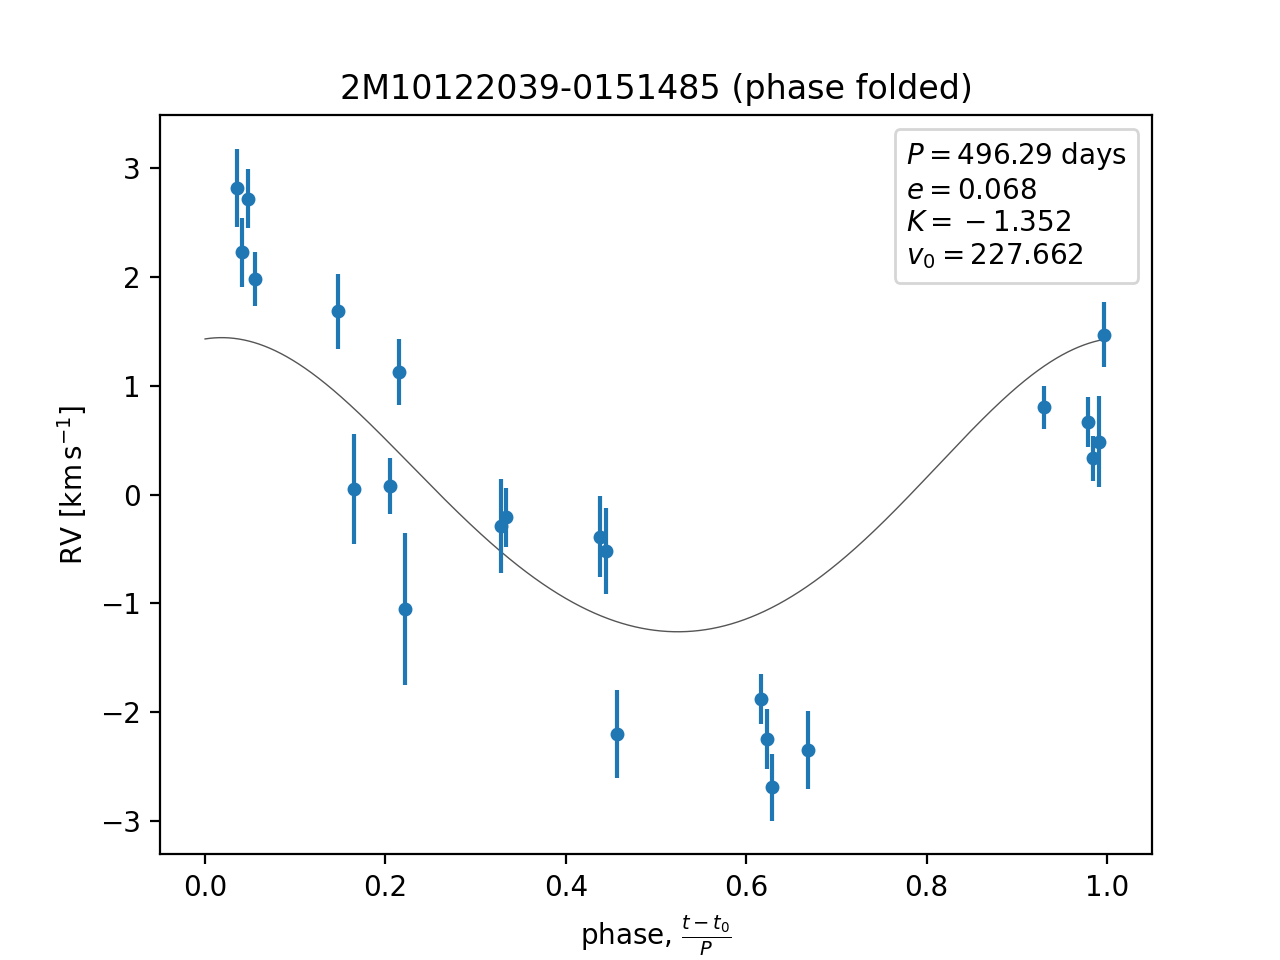 2M10122039-0151485 (phase folded)
P = 496.29 days
e = 0.068
K = −1.352
v₀ = 227.662
RV [km s⁻¹]
3
2
1
0
−1
−2
−3
0.0 0.2 0.4 0.6 0.8 1.0
phase, (t − t₀)/P